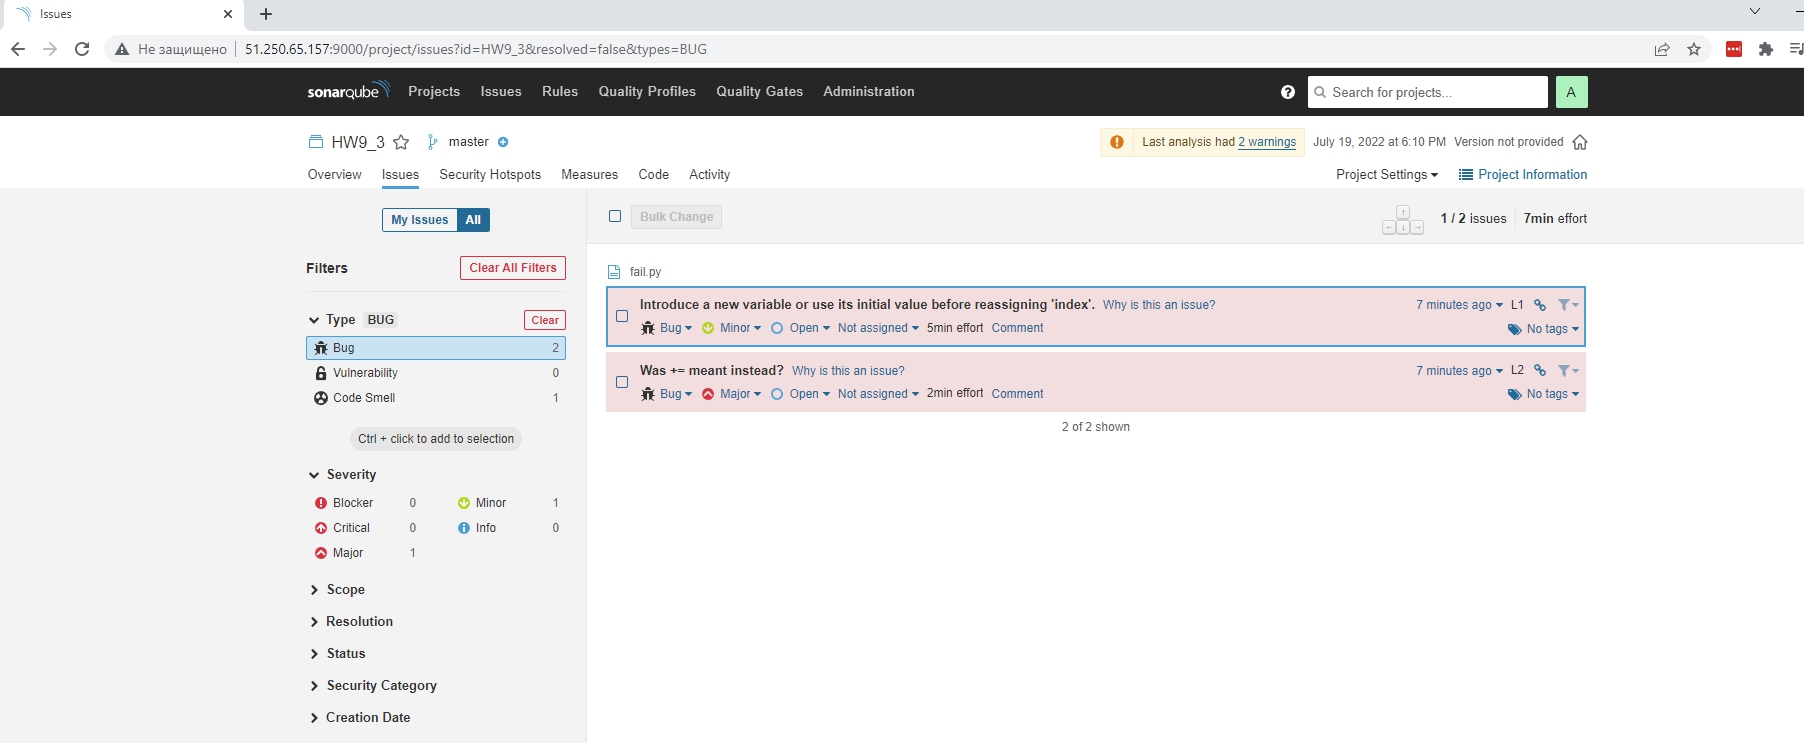 Issues
Не защищено 51.250.65.157:9000/project/issues?id=HW9_3&resolved=false&types=BUG
sonarqube Projects Issues Rules Quality Profiles Quality Gates Administration ? Search for projects... A
HW9_3 master Last analysis had 2 warnings July 19, 2022 at 6:10 PM Version not provided
Overview Issues Security Hotspots Measures Code Activity Project Settings Project Information
My Issues All
Bulk Change 1 / 2 issues 7min effort
Filters Clear All Filters
Type BUG Clear
Bug 2
Vulnerability 0
Code Smell 1
Ctrl + click to add to selection
Severity
Blocker 0 Minor 1
Critical 0 Info 0
Major 1
Scope
Resolution
Status
Security Category
Creation Date
fail.py
Introduce a new variable or use its initial value before reassigning 'index'. Why is this an issue? 7 minutes ago L1
Bug Minor Open Not assigned 5min effort Comment No tags
Was += meant instead? Why is this an issue? 7 minutes ago L2
Bug Major Open Not assigned 2min effort Comment No tags
2 of 2 shown